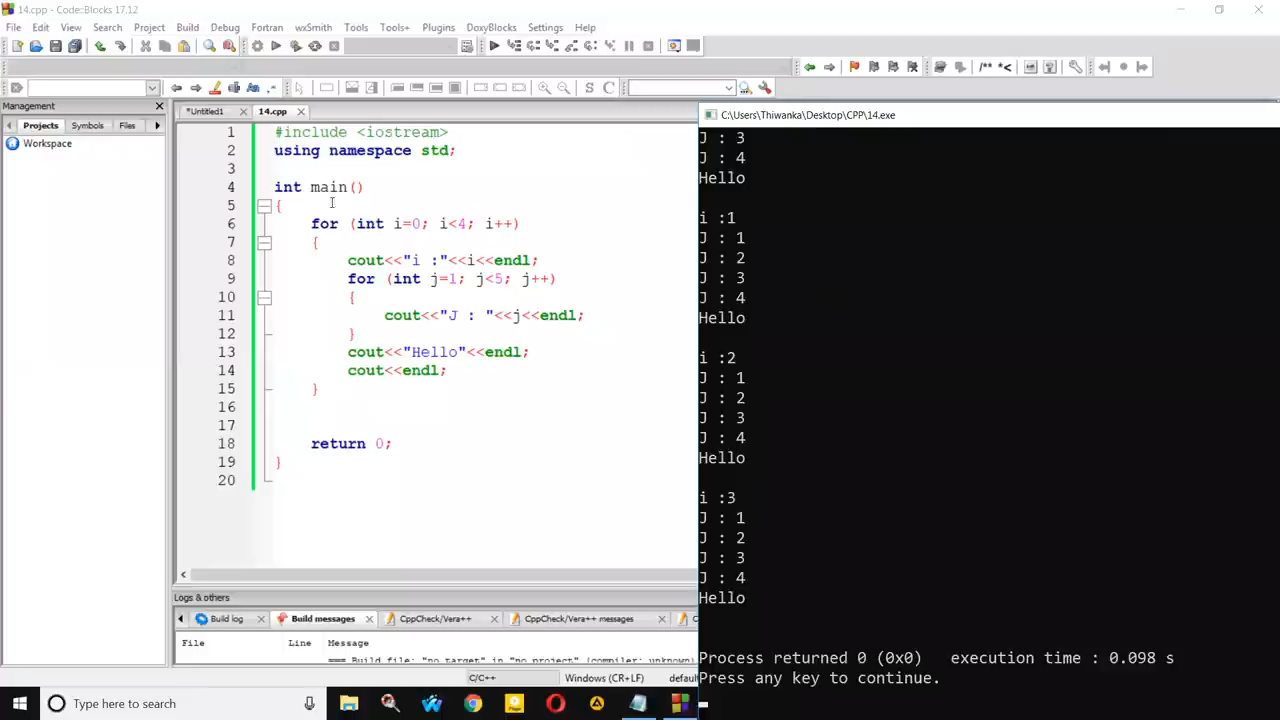 14.cpp - Code::Blocks 17.12
File Edit View Search Project Build Debug Fortran wxSmith Tools Tools+ Plugins DoxyBlocks Settings Help
/** *<
S C
Management
Projects Symbols Files
Workspace
*Untitled1 14.cpp
1 #include <iostream>
2 using namespace std;
3
4 int main()
5 {
6 for (int i=0; i<4; i++)
7 {
8 cout<<"i :"<<i<<endl;
9 for (int j=1; j<5; j++)
10 {
11 cout<<"J : "<<j<<endl;
12 }
13 cout<<"Hello"<<endl;
14 cout<<endl;
15 }
16
17
18 return 0;
19 }
20
Logs & others
Build log Build messages CppCheck/Vera++ CppCheck/Vera++ messages
File Line Message
=== Build file: "no target" in "no project" (compiler: unknown)
C/C++ Windows (CR+LF) defau
C:\Users\Thiwanka\Desktop\CPP\14.exe
J : 3
J : 4
Hello
i :1
J : 1
J : 2
J : 3
J : 4
Hello
i :2
J : 1
J : 2
J : 3
J : 4
Hello
i :3
J : 1
J : 2
J : 3
J : 4
Hello
Process returned 0 (0x0) execution time : 0.098 s
Press any key to continue.
Type here to search